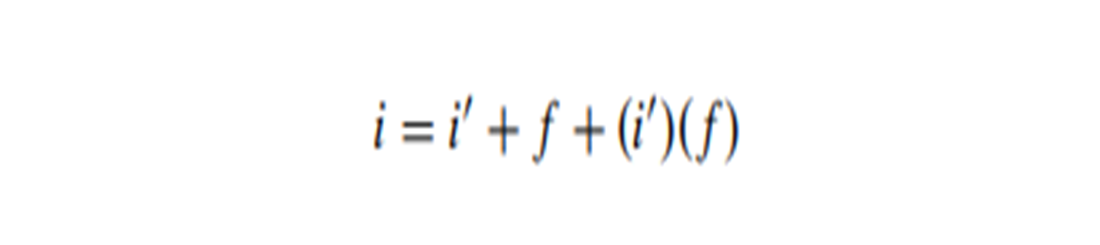 i = i′ + f + (i′)(f)